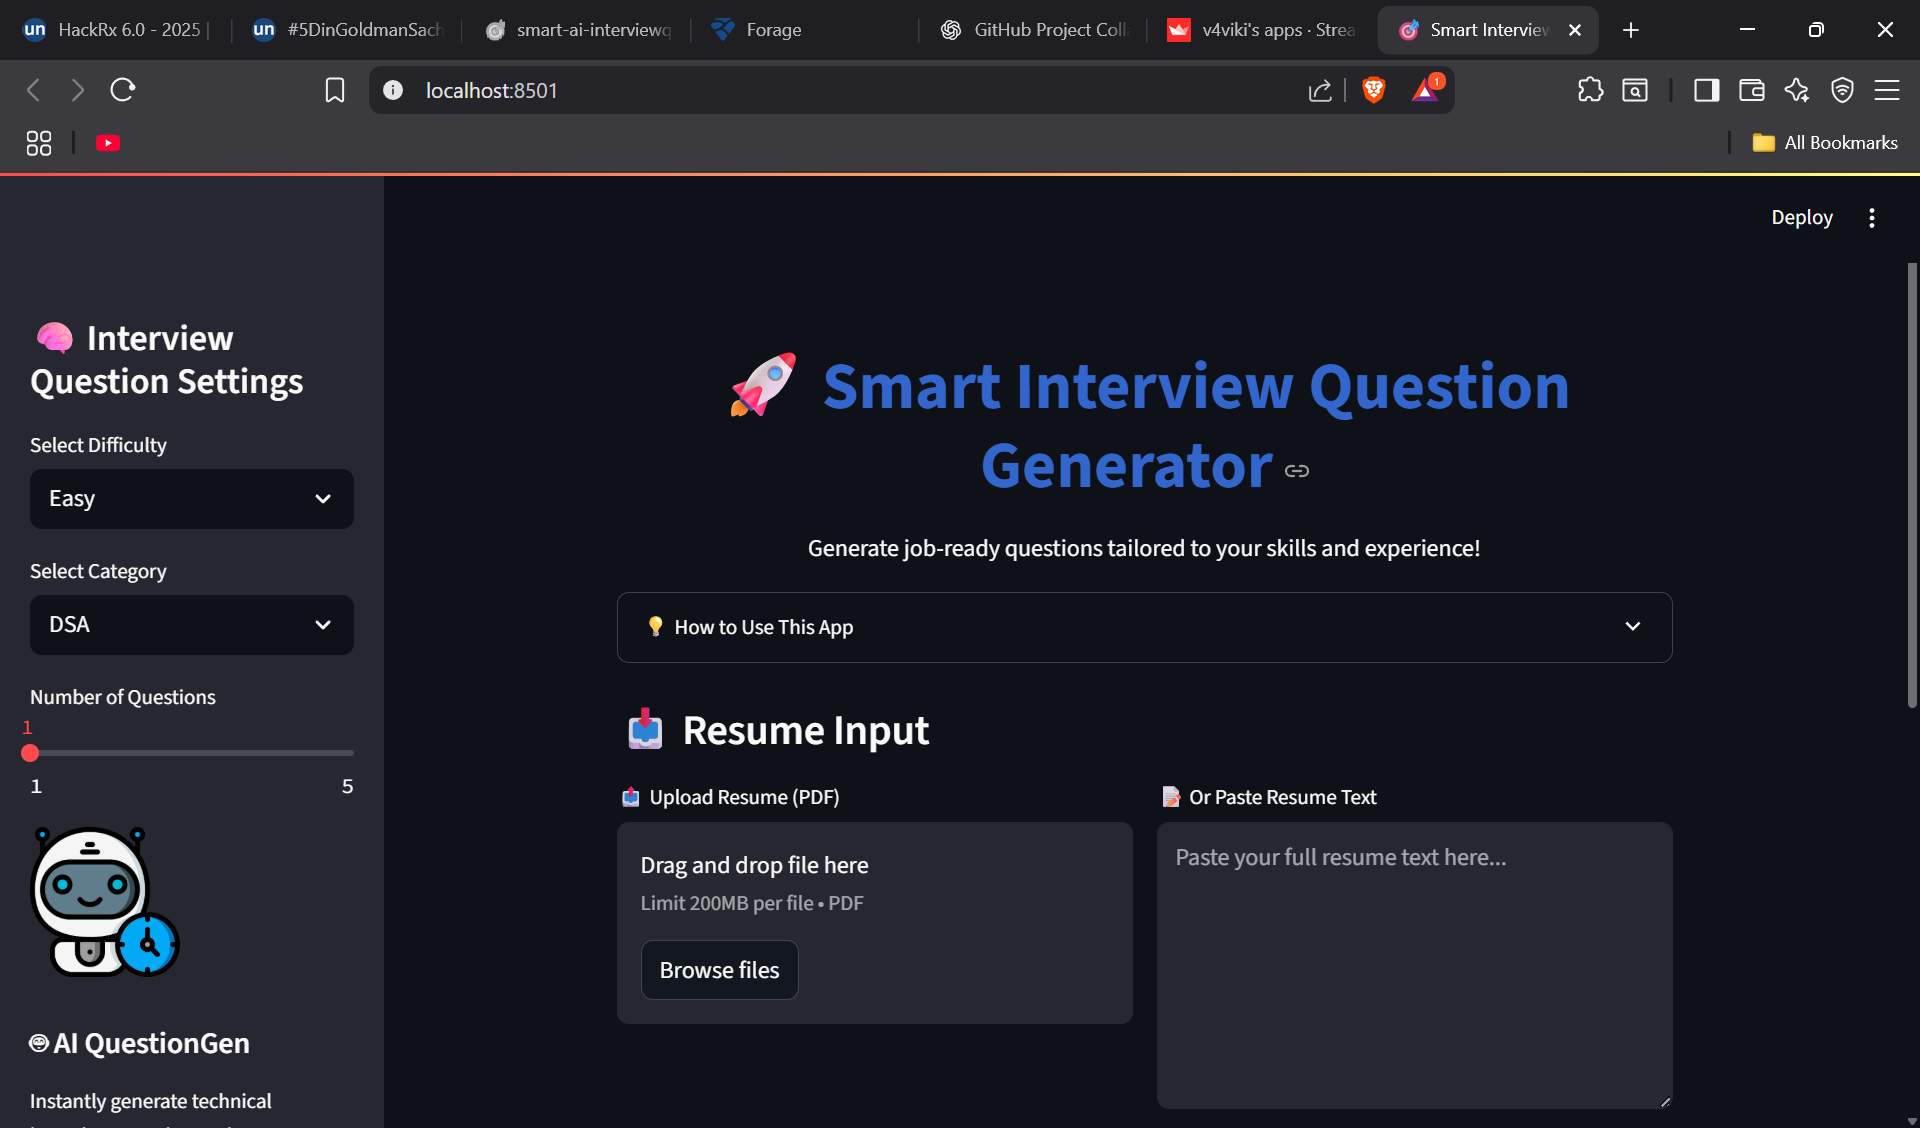 un HackRx 6.0 - 2025 |
un #5DinGoldmanSach
smart-ai-interviewq
Forage
GitHub Project Coll
v4viki's apps · Strea
Smart Interview
localhost:8501
1
All Bookmarks
Deploy
Interview
Question Settings
Select Difficulty
Easy
Select Category
DSA
Number of Questions
1
1 5
AI QuestionGen
Instantly generate technical
Smart Interview Question
Generator
Generate job-ready questions tailored to your skills and experience!
How to Use This App
Resume Input
Upload Resume (PDF)
Drag and drop file here
Limit 200MB per file • PDF
Browse files
Or Paste Resume Text
Paste your full resume text here...